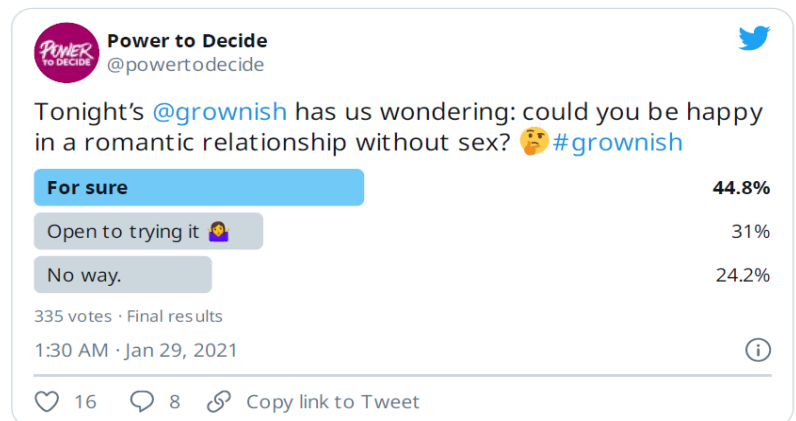 POWER
TO DECIDE
Power to Decide
@powertodecide
Tonight’s @grownish has us wondering: could you be happy
in a romantic relationship without sex? 🤔#grownish
For sure 44.8%
Open to trying it 🤷‍♀️ 31%
No way. 24.2%
335 votes · Final results
1:30 AM · Jan 29, 2021
16 8 Copy link to Tweet